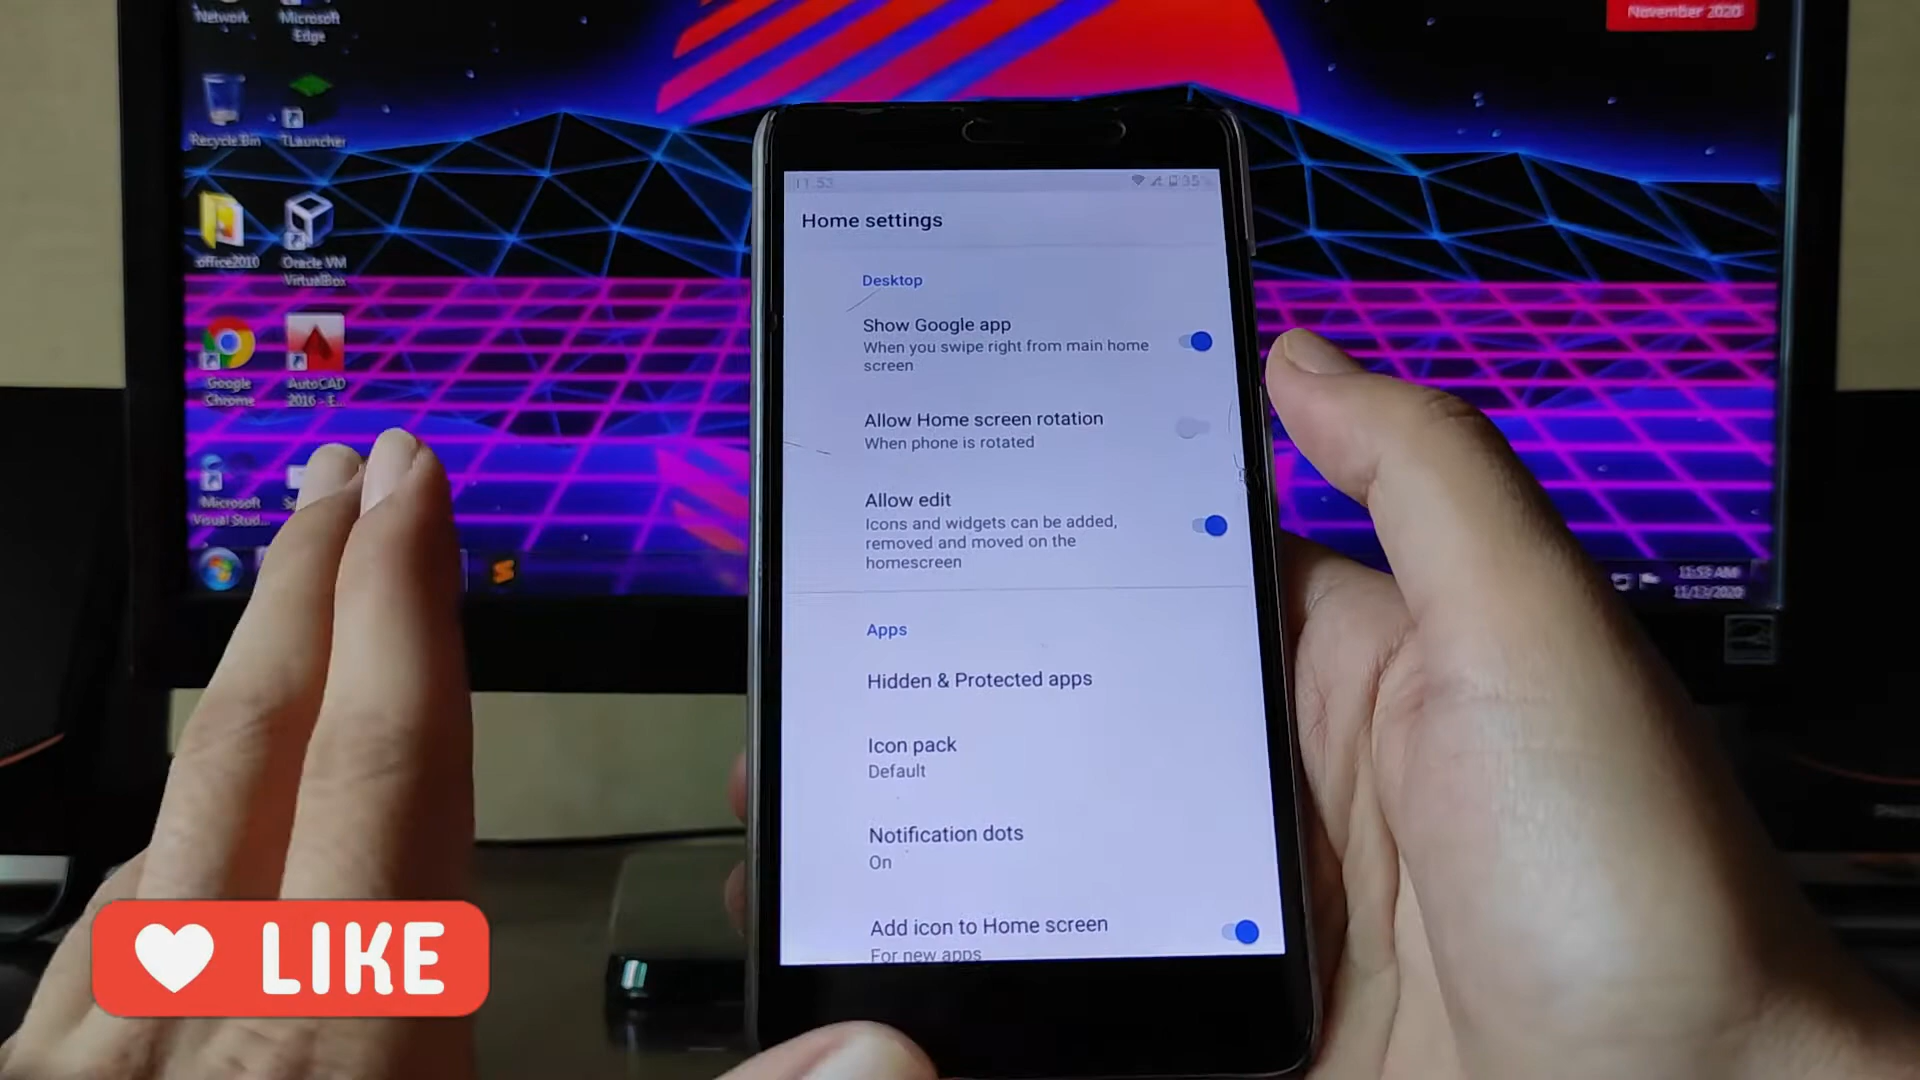 Network
Microsoft
Edge
November 2020
Recycle Bin
TLauncher
office2010
Oracle VM
VirtualBox
Google
Chrome
AutoCAD
2016 - E...
Microsoft
Visual Stud...
11:53 AM
11/13/2020
11:53
35%
Home settings
Desktop
Show Google app
When you swipe right from main home
screen
Allow Home screen rotation
When phone is rotated
Allow edit
Icons and widgets can be added,
removed and moved on the
homescreen
Apps
Hidden & Protected apps
Icon pack
Default
Notification dots
On
Add icon to Home screen
For new apps
LIKE